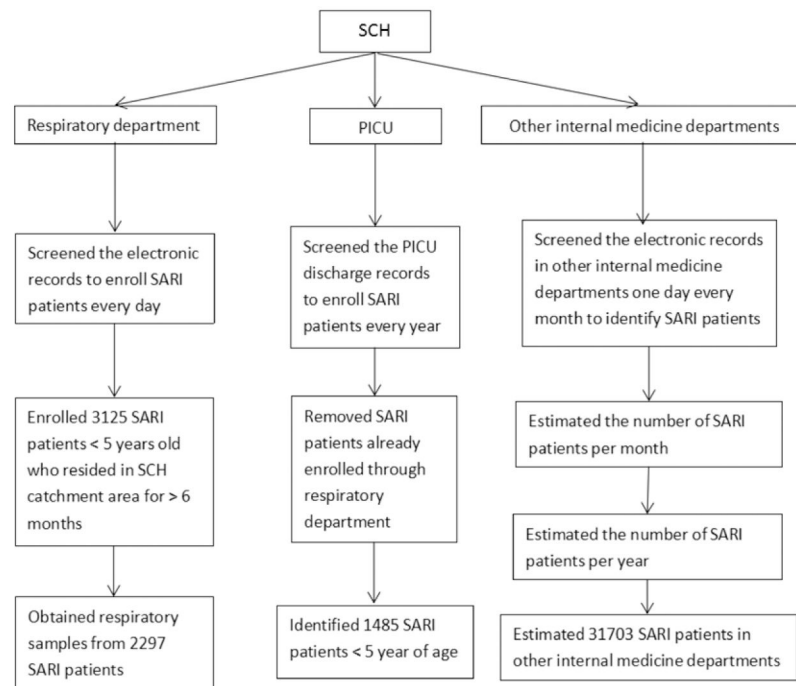 SCH
Respiratory department
PICU
Other internal medicine departments
Screened the electronic
records to enroll SARI
patients every day
Screened the PICU
discharge records
to enroll SARI
patients every year
Screened the electronic records
in other internal medicine
departments one day every
month to identify SARI patients
Enrolled 3125 SARI
patients < 5 years old
who resided in SCH
catchment area for > 6
months
Removed SARI
patients already
enrolled through
respiratory
department
Estimated the number of SARI
patients per month
Estimated the number of SARI
patients per year
Obtained respiratory
samples from 2297
SARI patients
Identified 1485 SARI
patients < 5 year of age
Estimated 31703 SARI patients in
other internal medicine departments